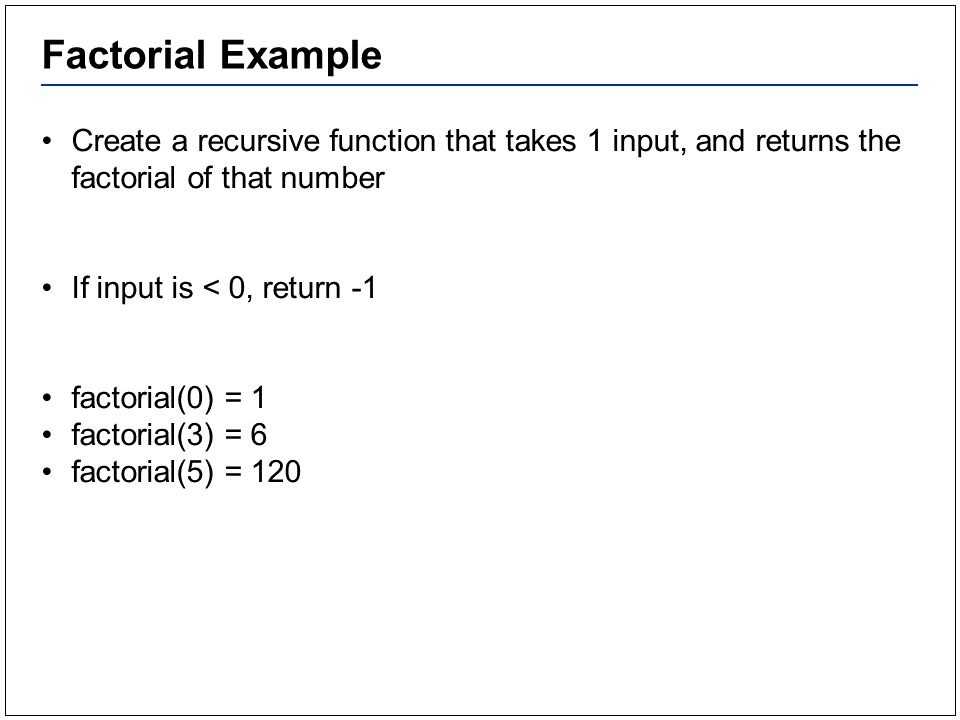 Factorial Example
• Create a recursive function that takes 1 input, and returns the
factorial of that number
• If input is < 0, return -1
• factorial(0) = 1
• factorial(3) = 6
• factorial(5) = 120